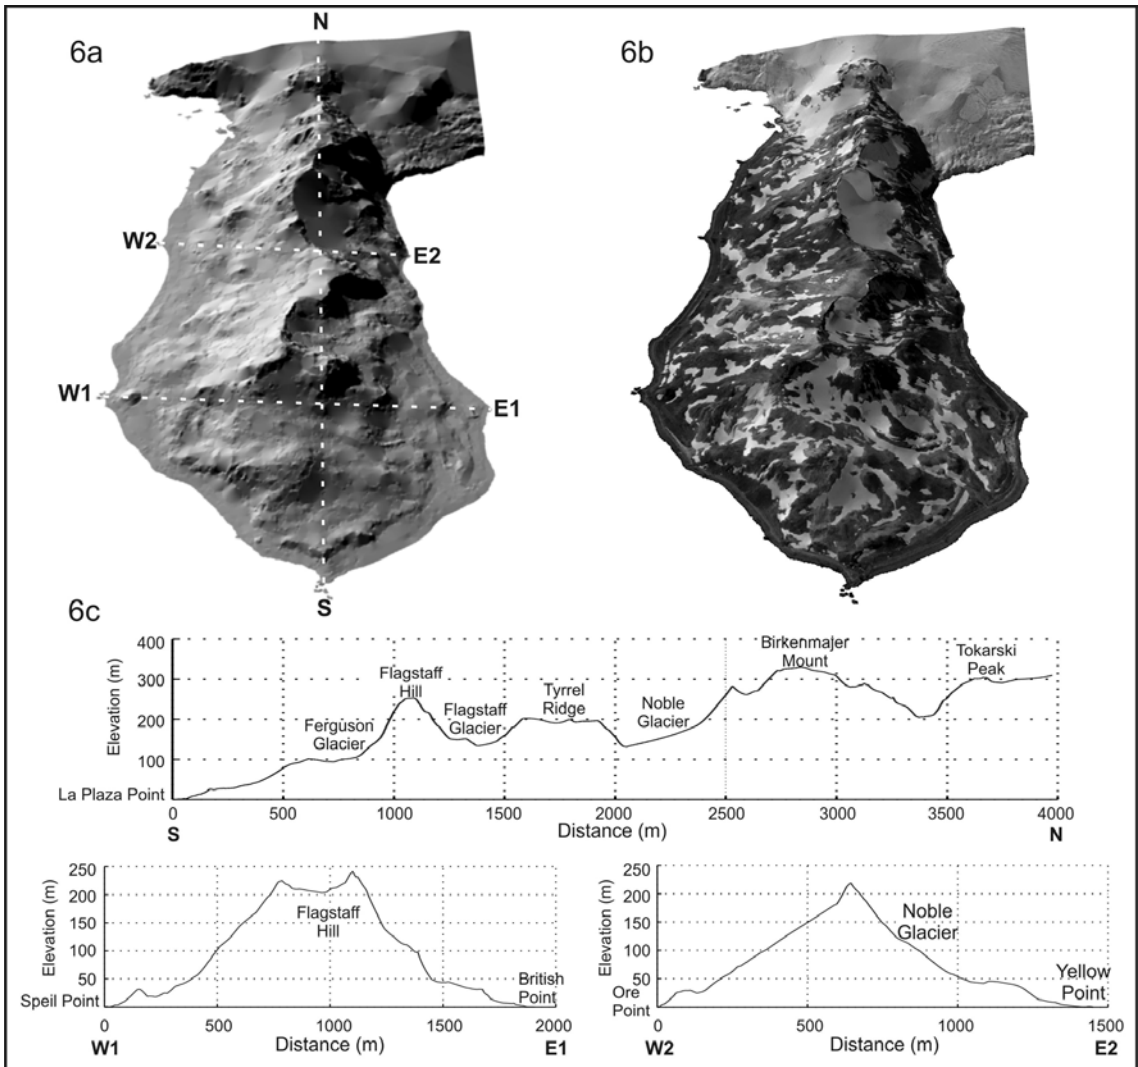 6a
N
6b
W2
E2
W1
E1
S
6c
Elevation (m)
400
300
200
100
La Plaza Point
Ferguson
Glacier
Flagstaff
Hill
Flagstaff
Glacier
Tyrrel
Ridge
Noble
Glacier
Birkenmajer
Mount
Tokarski
Peak
0 500 1000 1500 2000 2500 3000 3500 4000
S Distance (m) N
Elevation (m)
250
200
150
100
50
Speil Point
Flagstaff
Hill
British
Point
0 500 1000 1500 2000
W1 Distance (m) E1
Elevation (m)
250
200
150
100
50
Ore
Point
Noble
Glacier
Yellow
Point
0 500 1000 1500
W2 Distance (m) E2